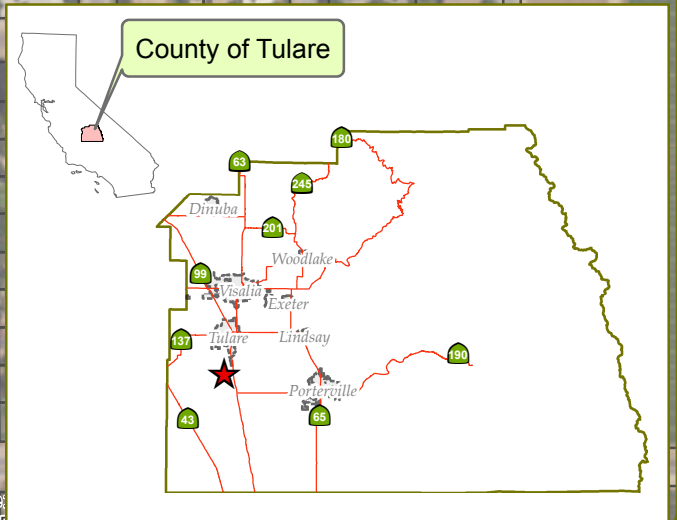 County of Tulare
180
63
245
Dinuba
201
Woodlake
99
Visalia
Exeter
137
Tulare
Lindsay
190
Porterville
43
65